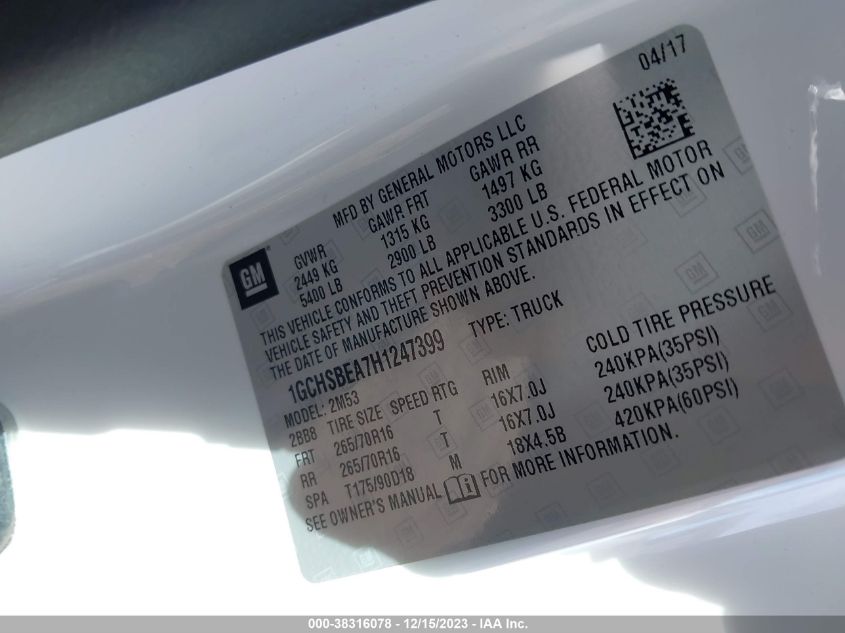 04/17
MFD BY GENERAL MOTORS LLC
GM
GVWR GAWR FRT GAWR RR
2449 KG 1315 KG 1497 KG
5400 LB 2900 LB 3300 LB
THIS VEHICLE CONFORMS TO ALL APPLICABLE U.S. FEDERAL MOTOR
VEHICLE SAFETY AND THEFT PREVENTION STANDARDS IN EFFECT ON
THE DATE OF MANUFACTURE SHOWN ABOVE.
1GCHSBEA7H1247399 TYPE: TRUCK
MODEL: 2M53
2BB8 TIRE SIZE SPEED RTG RIM COLD TIRE PRESSURE
FRT 265/70R16 T 16X7.0J 240KPA(35PSI)
RR 265/70R16 T 16X7.0J 240KPA(35PSI)
SPA T175/90D18 M 18X4.5B 420KPA(60PSI)
SEE OWNER'S MANUAL FOR MORE INFORMATION.
000-38316078 - 12/15/2023 - IAA Inc.